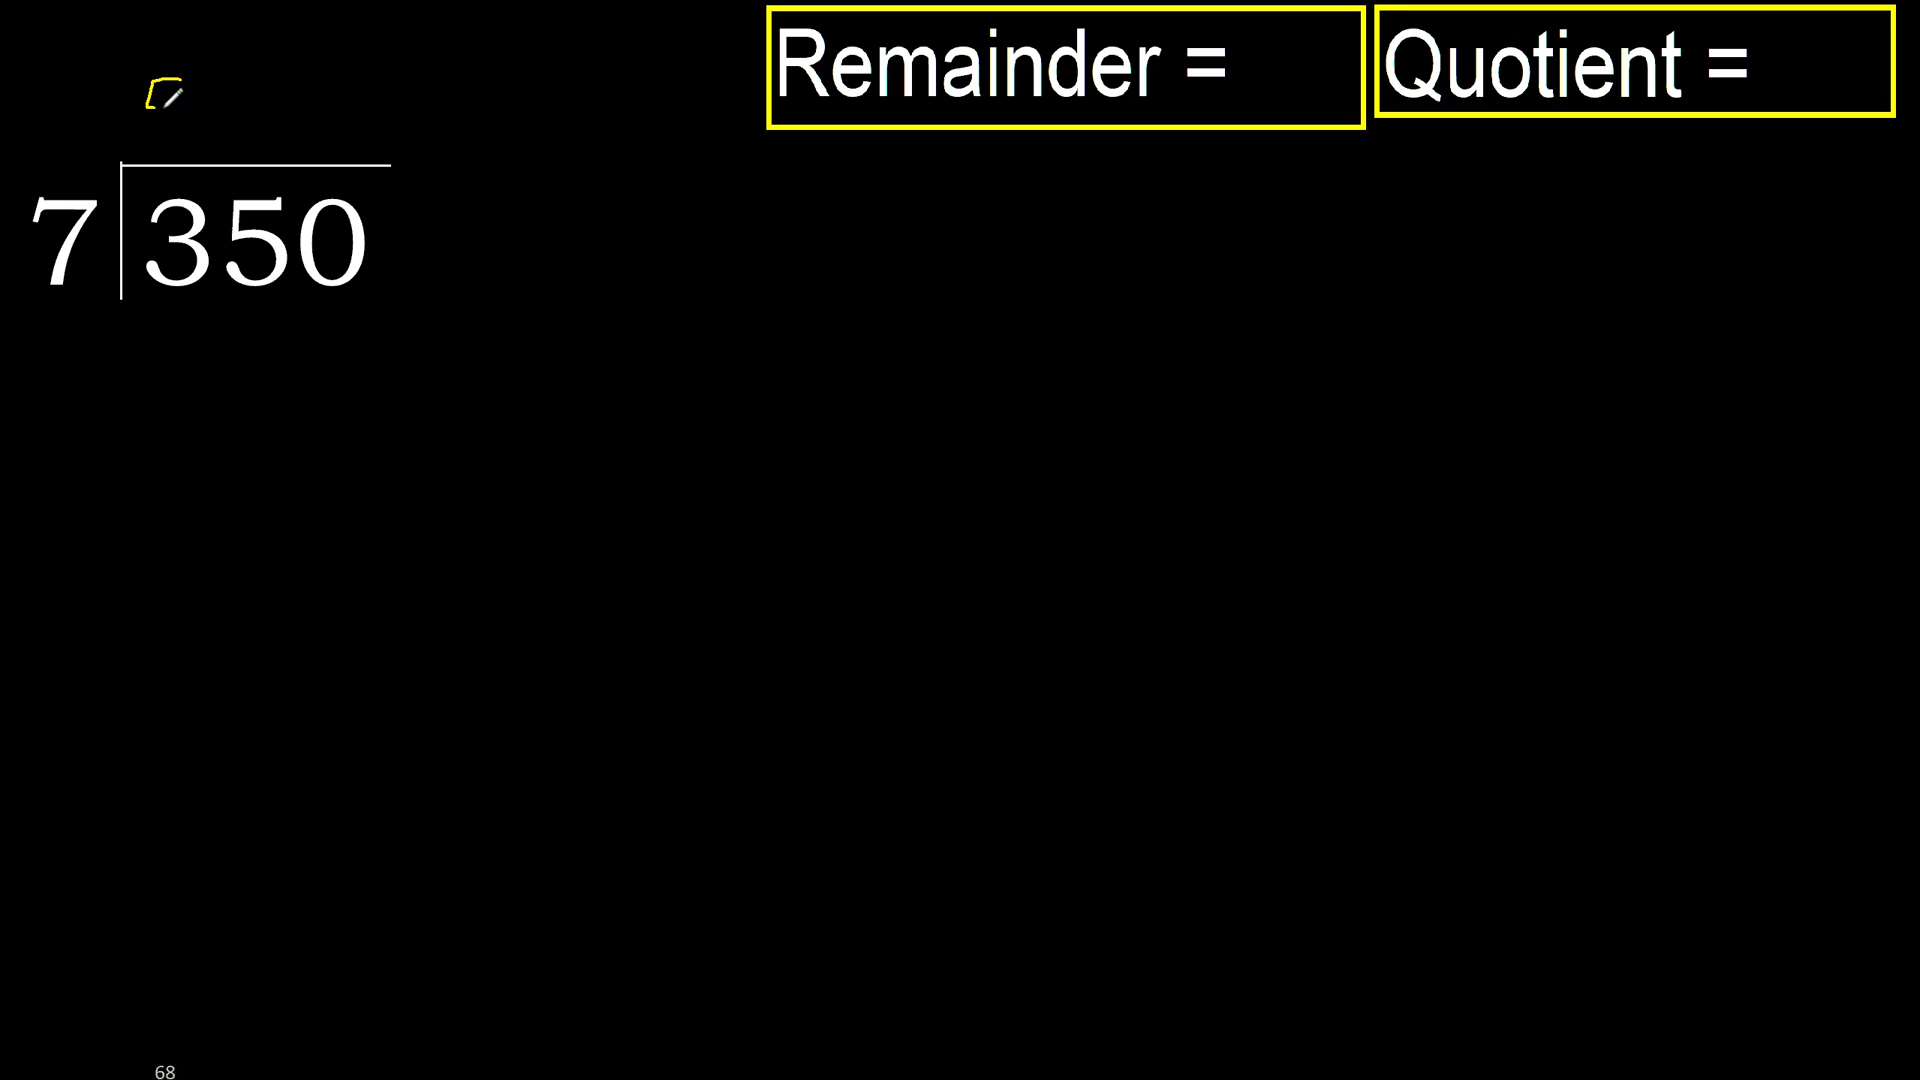 Remainder =
Quotient =
7 350
68